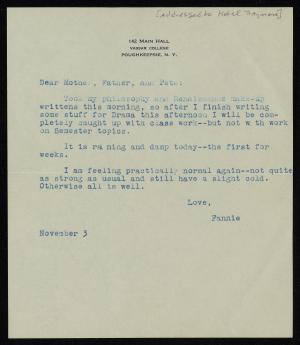 [Addressed to Hotel
142 MAIN HALL
VASSAR COLLEGE
POUGHKEEPSIE, N. Y.
Dear Mother, Father, and Pete:
Took my philosophy and Renaissance make-up
writtens this morning, so after I finish writing
some stuff for Drama this afternoon I will be com-
pletely caught up with class work--but not with work
on Semester topics.
It is raining and damp today--the first for
weeks.
I am feeling practically normal again--not quite
as strong as usual and still have a slight cold.
Otherwise all is well.
Love,
Fannie
November 3